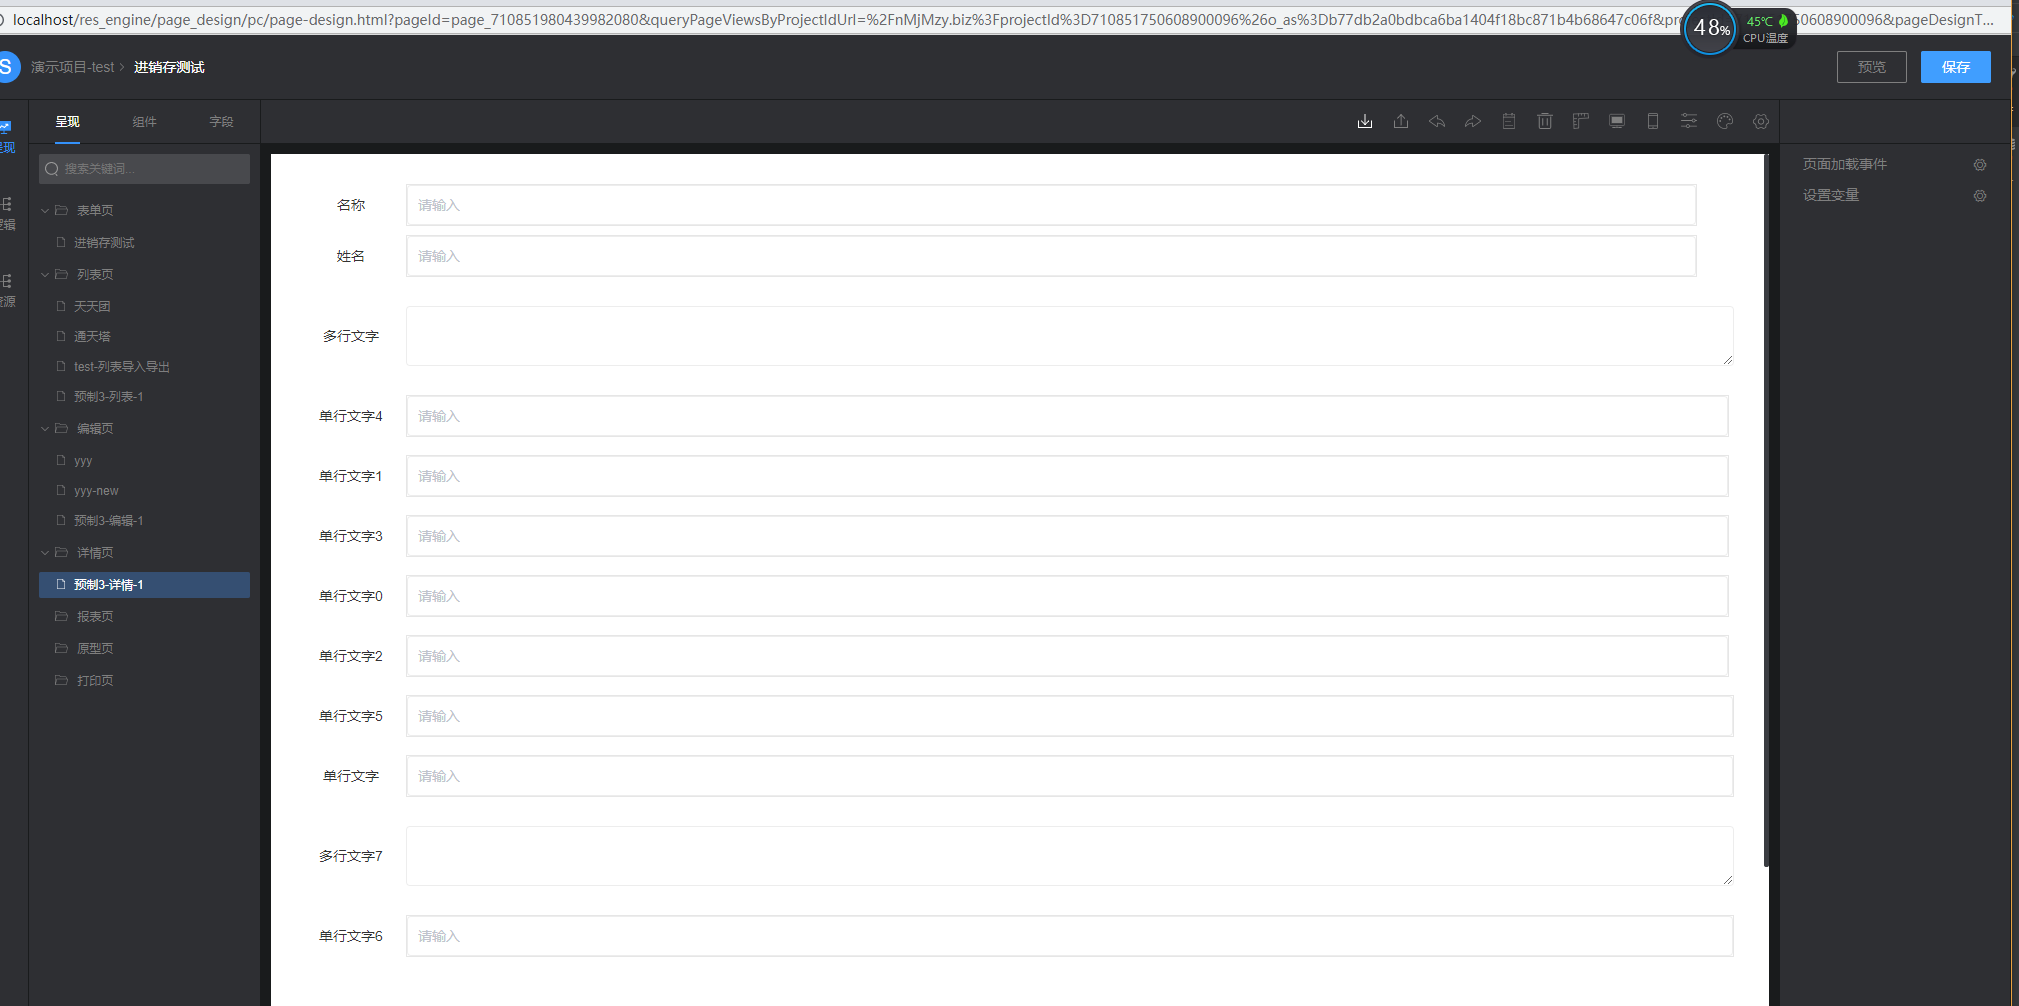 localhost/res_engine/page_design/pc/page-design.html?pageId=page_710851980439982080&queryPageViewsByProjectIdUrl=%2FnMjMzy.biz%3FprojectId%3D710851750608900096%26o_as%3Db77db2a0bdbca6ba1404f18bc871b4b68647c06f&pr
50608900096&pageDesignT...
48%
45℃
CPU温度
S
演示项目-test
进销存测试
预览
保存
呈现
组件
字段
搜索关键词...
表单页
进销存测试
列表页
天天团
通天塔
test-列表导入导出
预制3-列表-1
编辑页
yyy
yyy-new
预制3-编辑-1
详情页
预制3-详情-1
报表页
原型页
打印页
名称
请输入
姓名
请输入
多行文字
单行文字4
请输入
单行文字1
请输入
单行文字3
请输入
单行文字0
请输入
单行文字2
请输入
单行文字5
请输入
单行文字
请输入
多行文字7
单行文字6
请输入
页面加载事件
设置变量